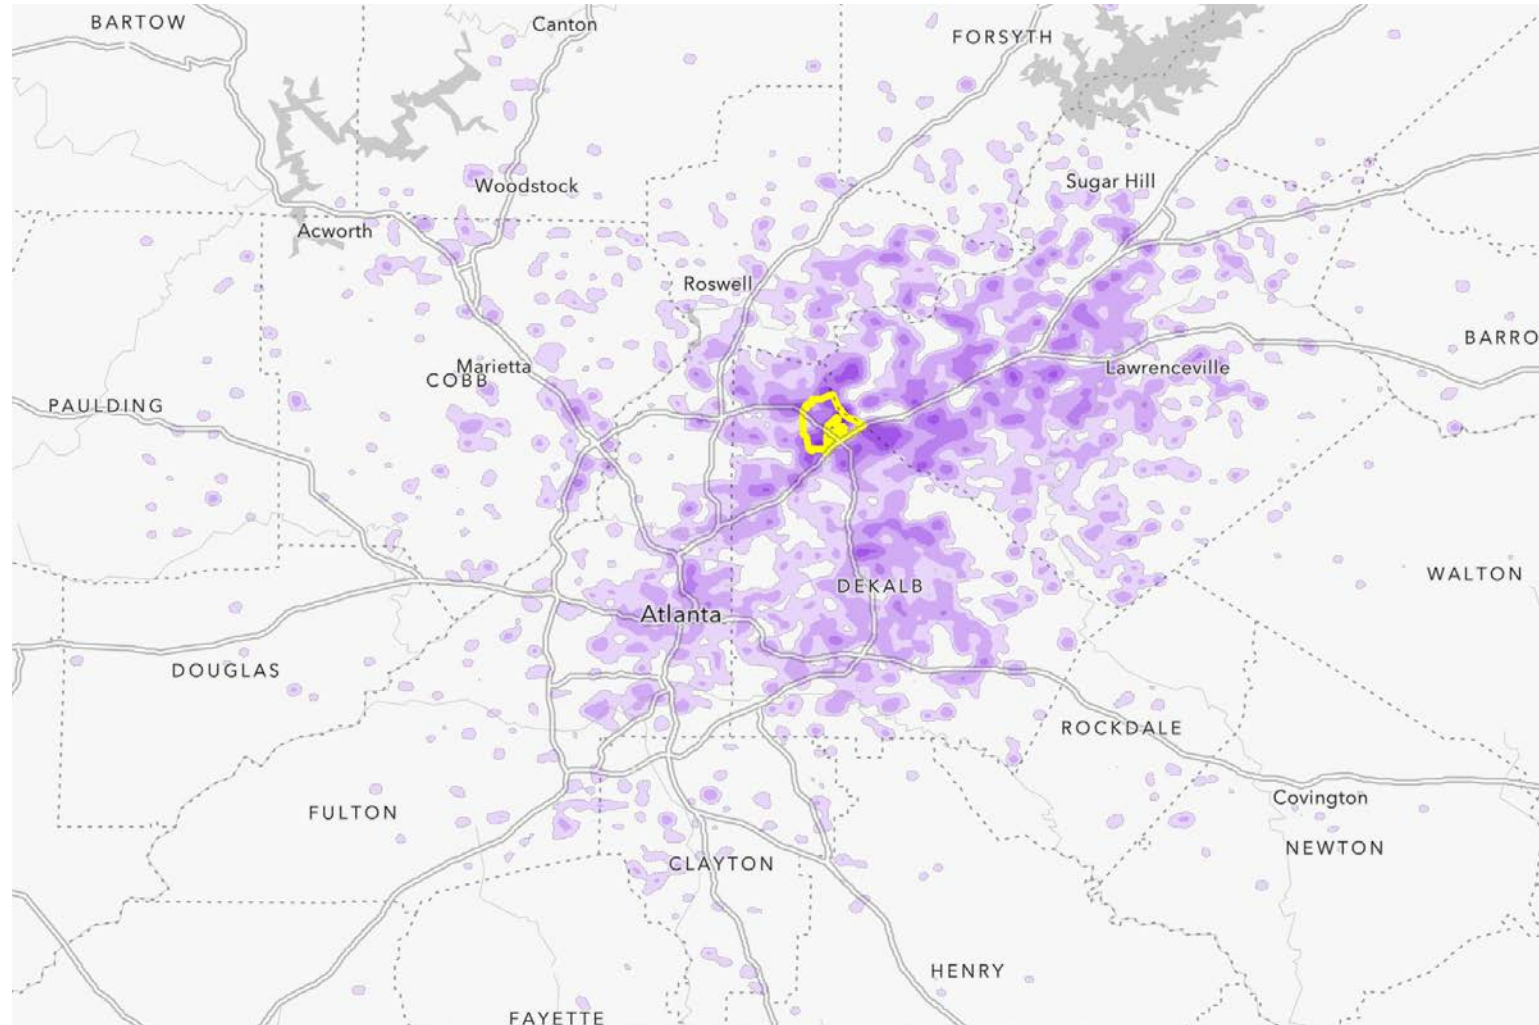 BARTOW
Canton
FORSYTH
Woodstock
Sugar Hill
Acworth
Roswell
BARRO
Marietta
Lawrenceville
COBB
PAULDING
WALTON
DEKALB
Atlanta
DOUGLAS
ROCKDALE
Covington
FULTON
NEWTON
CLAYTON
HENRY
FAYETTE